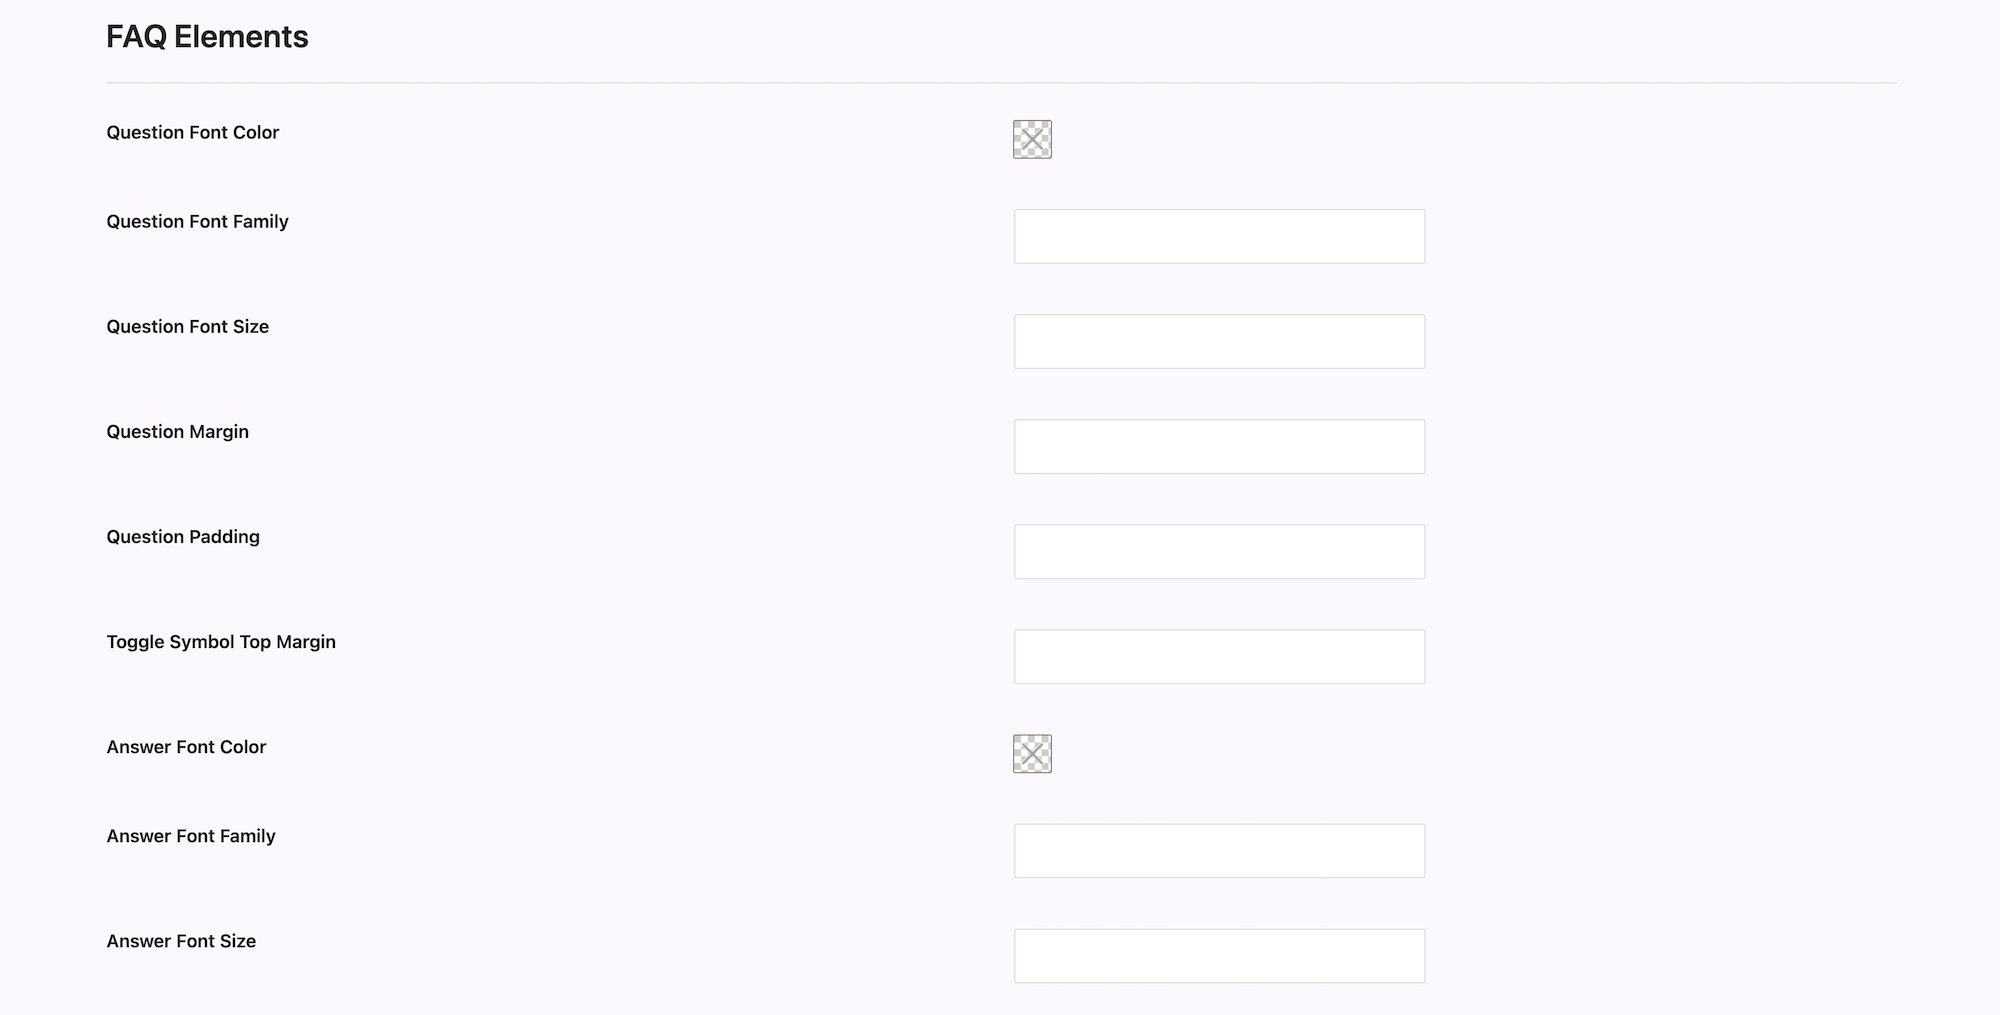 FAQ Elements
Question Font Color
Question Font Family
Question Font Size
Question Margin
Question Padding
Toggle Symbol Top Margin
Answer Font Color
Answer Font Family
Answer Font Size